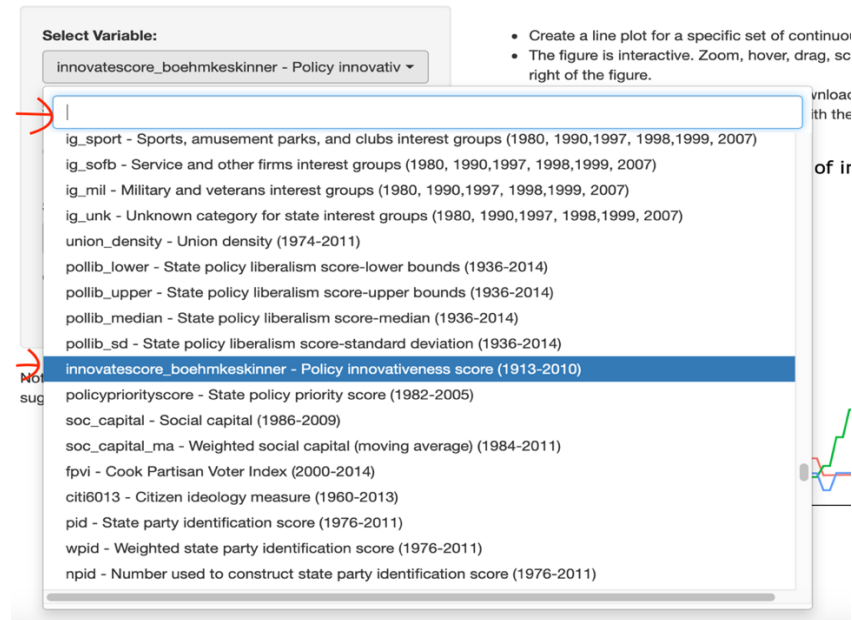 Select Variable:
innovatescore_boehmkeskinner - Policy innovativ
ig_sport - Sports, amusement parks, and clubs interest groups (1980, 1990,1997, 1998,1999, 2007)
ig_sofb - Service and other firms interest groups (1980, 1990,1997, 1998,1999, 2007)
ig_mil - Military and veterans interest groups (1980, 1990,1997, 1998,1999, 2007)
ig_unk - Unknown category for state interest groups (1980, 1990,1997, 1998,1999, 2007)
union_density - Union density (1974-2011)
pollib_lower - State policy liberalism score-lower bounds (1936-2014)
pollib_upper - State policy liberalism score-upper bounds (1936-2014)
pollib_median - State policy liberalism score-median (1936-2014)
pollib_sd - State policy liberalism score-standard deviation (1936-2014)
innovatescore_boehmkeskinner - Policy innovativeness score (1913-2010)
policypriorityscore - State policy priority score (1982-2005)
soc_capital - Social capital (1986-2009)
soc_capital_ma - Weighted social capital (moving average) (1984-2011)
fpvi - Cook Partisan Voter Index (2000-2014)
citi6013 - Citizen ideology measure (1960-2013)
pid - State party identification score (1976-2011)
wpid - Weighted state party identification score (1976-2011)
npid - Number used to construct state party identification score (1976-2011)
Not
sug
• Create a line plot for a specific set of continuou
• The figure is interactive. Zoom, hover, drag, sc
right of the figure.
wnload
ith the
of in